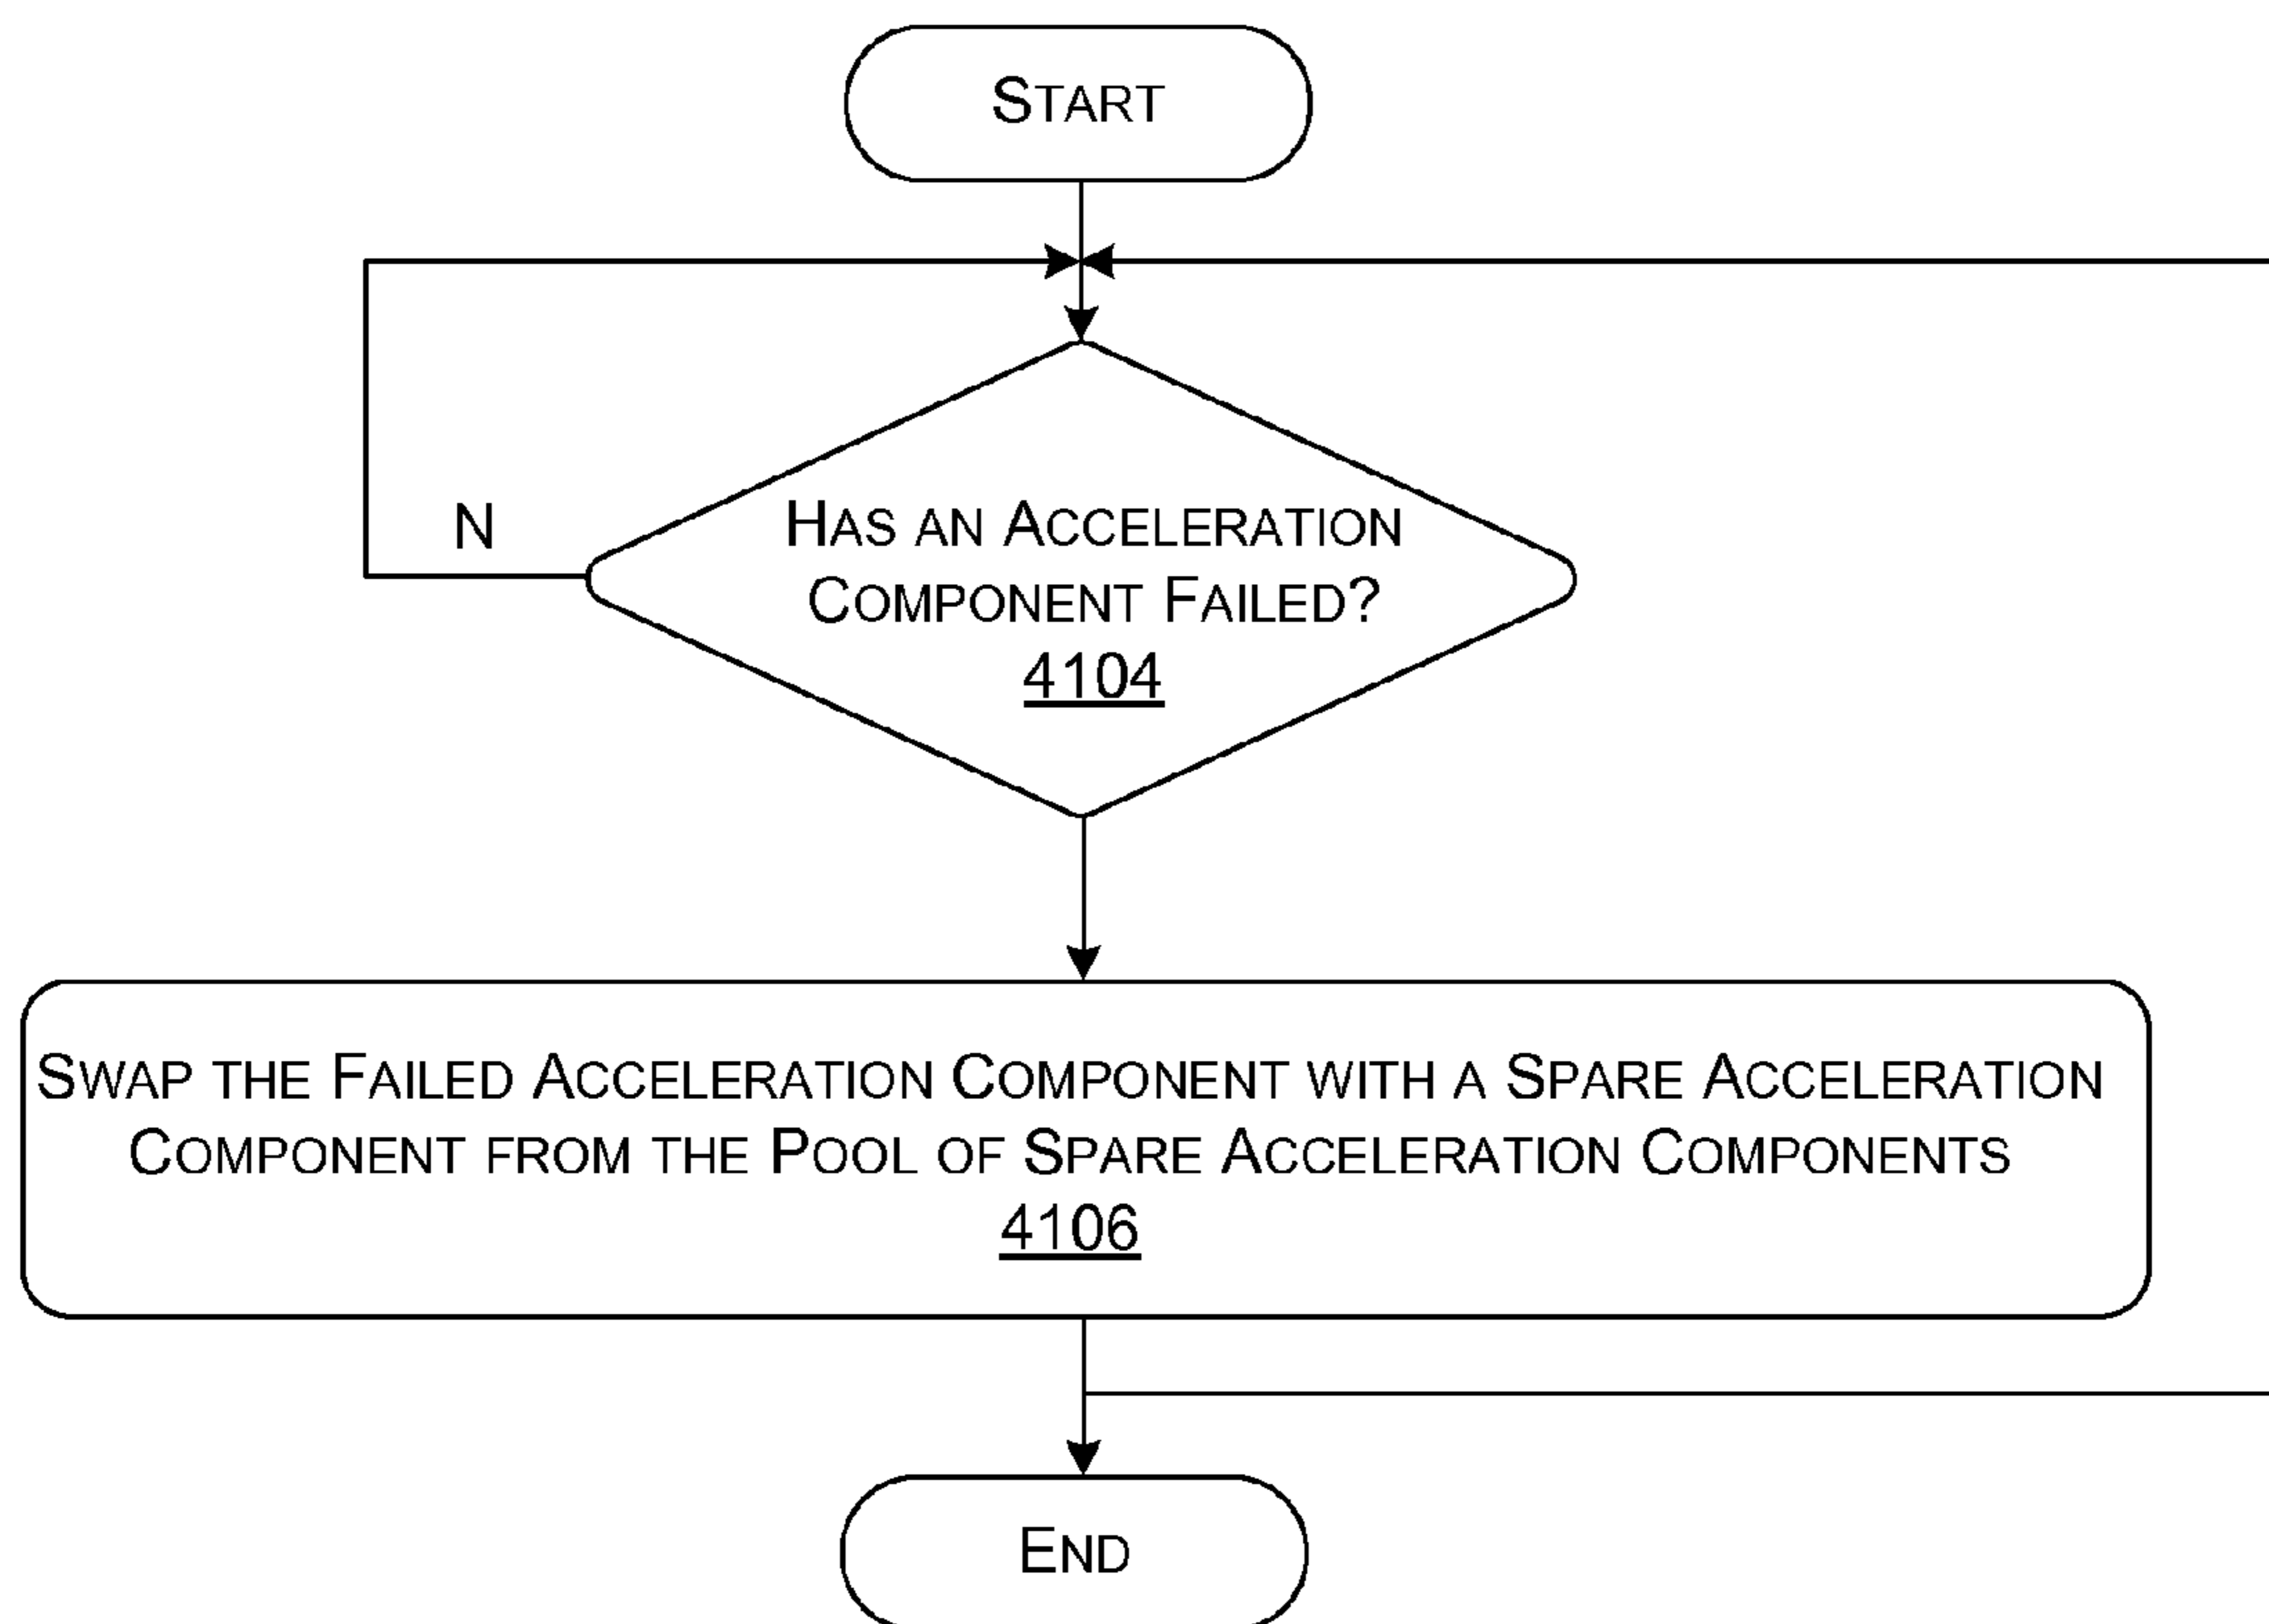 START
N
HAS AN ACCELERATION
COMPONENT FAILED?
4104
SWAP THE FAILED ACCELERATION COMPONENT WITH A SPARE ACCELERATION
COMPONENT FROM THE POOL OF SPARE ACCELERATION COMPONENTS
4106
END